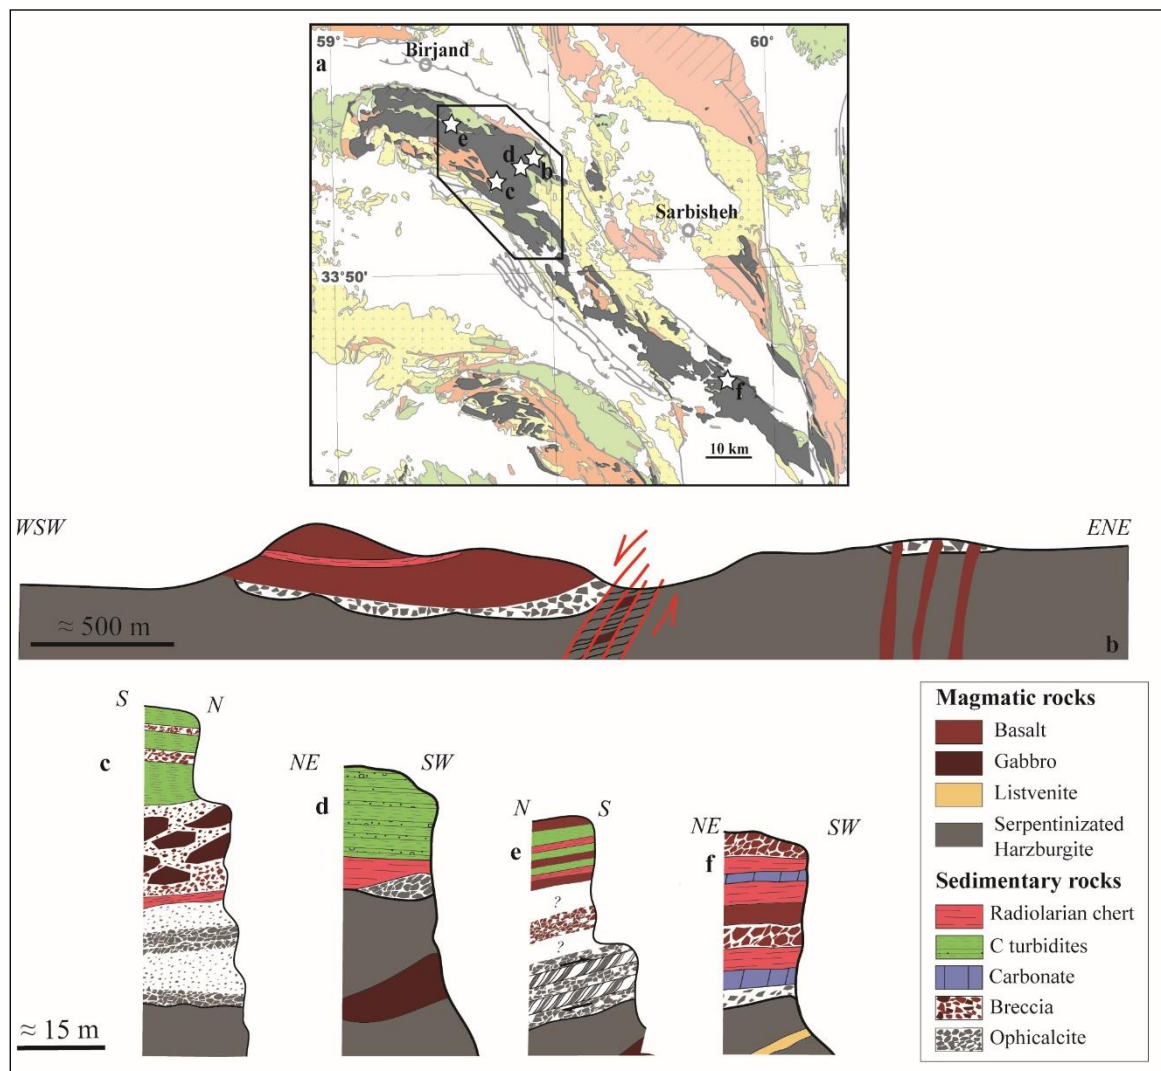 59°
60°
Birjand
a
e
d
b
c
Sarbisheh
33°50'
f
10 km
WSW
ENE
≈ 500 m
b
S
N
c
NE
SW
d
N
S
e
?
?
NE
SW
f
≈ 15 m
Magmatic rocks
Basalt
Gabbro
Listvenite
Serpentinizated
Harzburgite
Sedimentary rocks
Radiolarian chert
C turbidites
Carbonate
Breccia
Ophicalcite